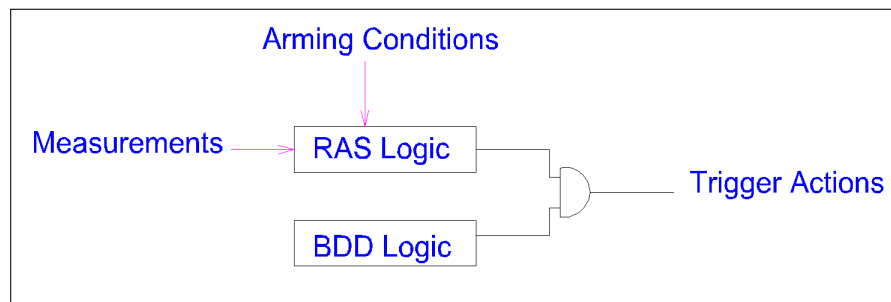 Arming Conditions
Measurements
RAS Logic
Trigger Actions
BDD Logic